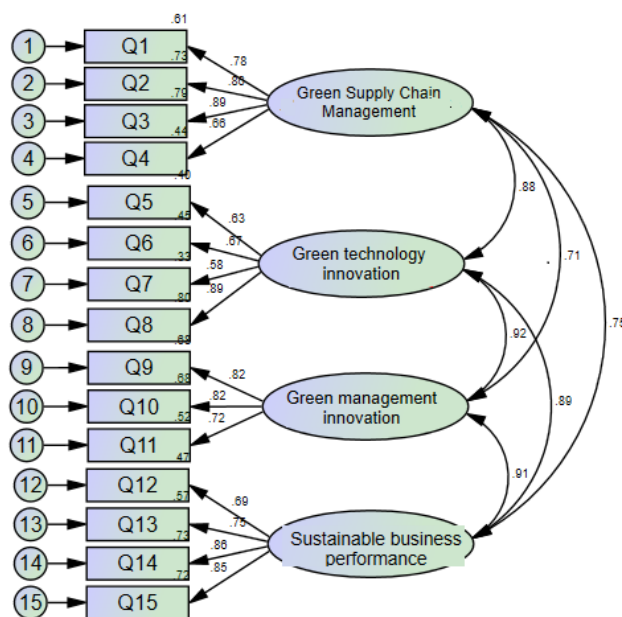 .61
1 Q1
.73
.78
2 Q2
.86
.79
3 Q3
.89
.44
4 Q4
.66
Green Supply Chain
Management
.40
5 Q5
.63
.45
6 Q6
.67
.33
7 Q7
.58
.80
8 Q8
.89
Green technology
innovation
.88
.71
.75
.68
9 Q9
.82
.68
10 Q10
.82
.52
11 Q11
.72
Green management
innovation
.92
.89
.47
12 Q12
.69
.57
13 Q13
.75
.73
14 Q14
.86
.72
15 Q15
.85
Sustainable business
performance
.91